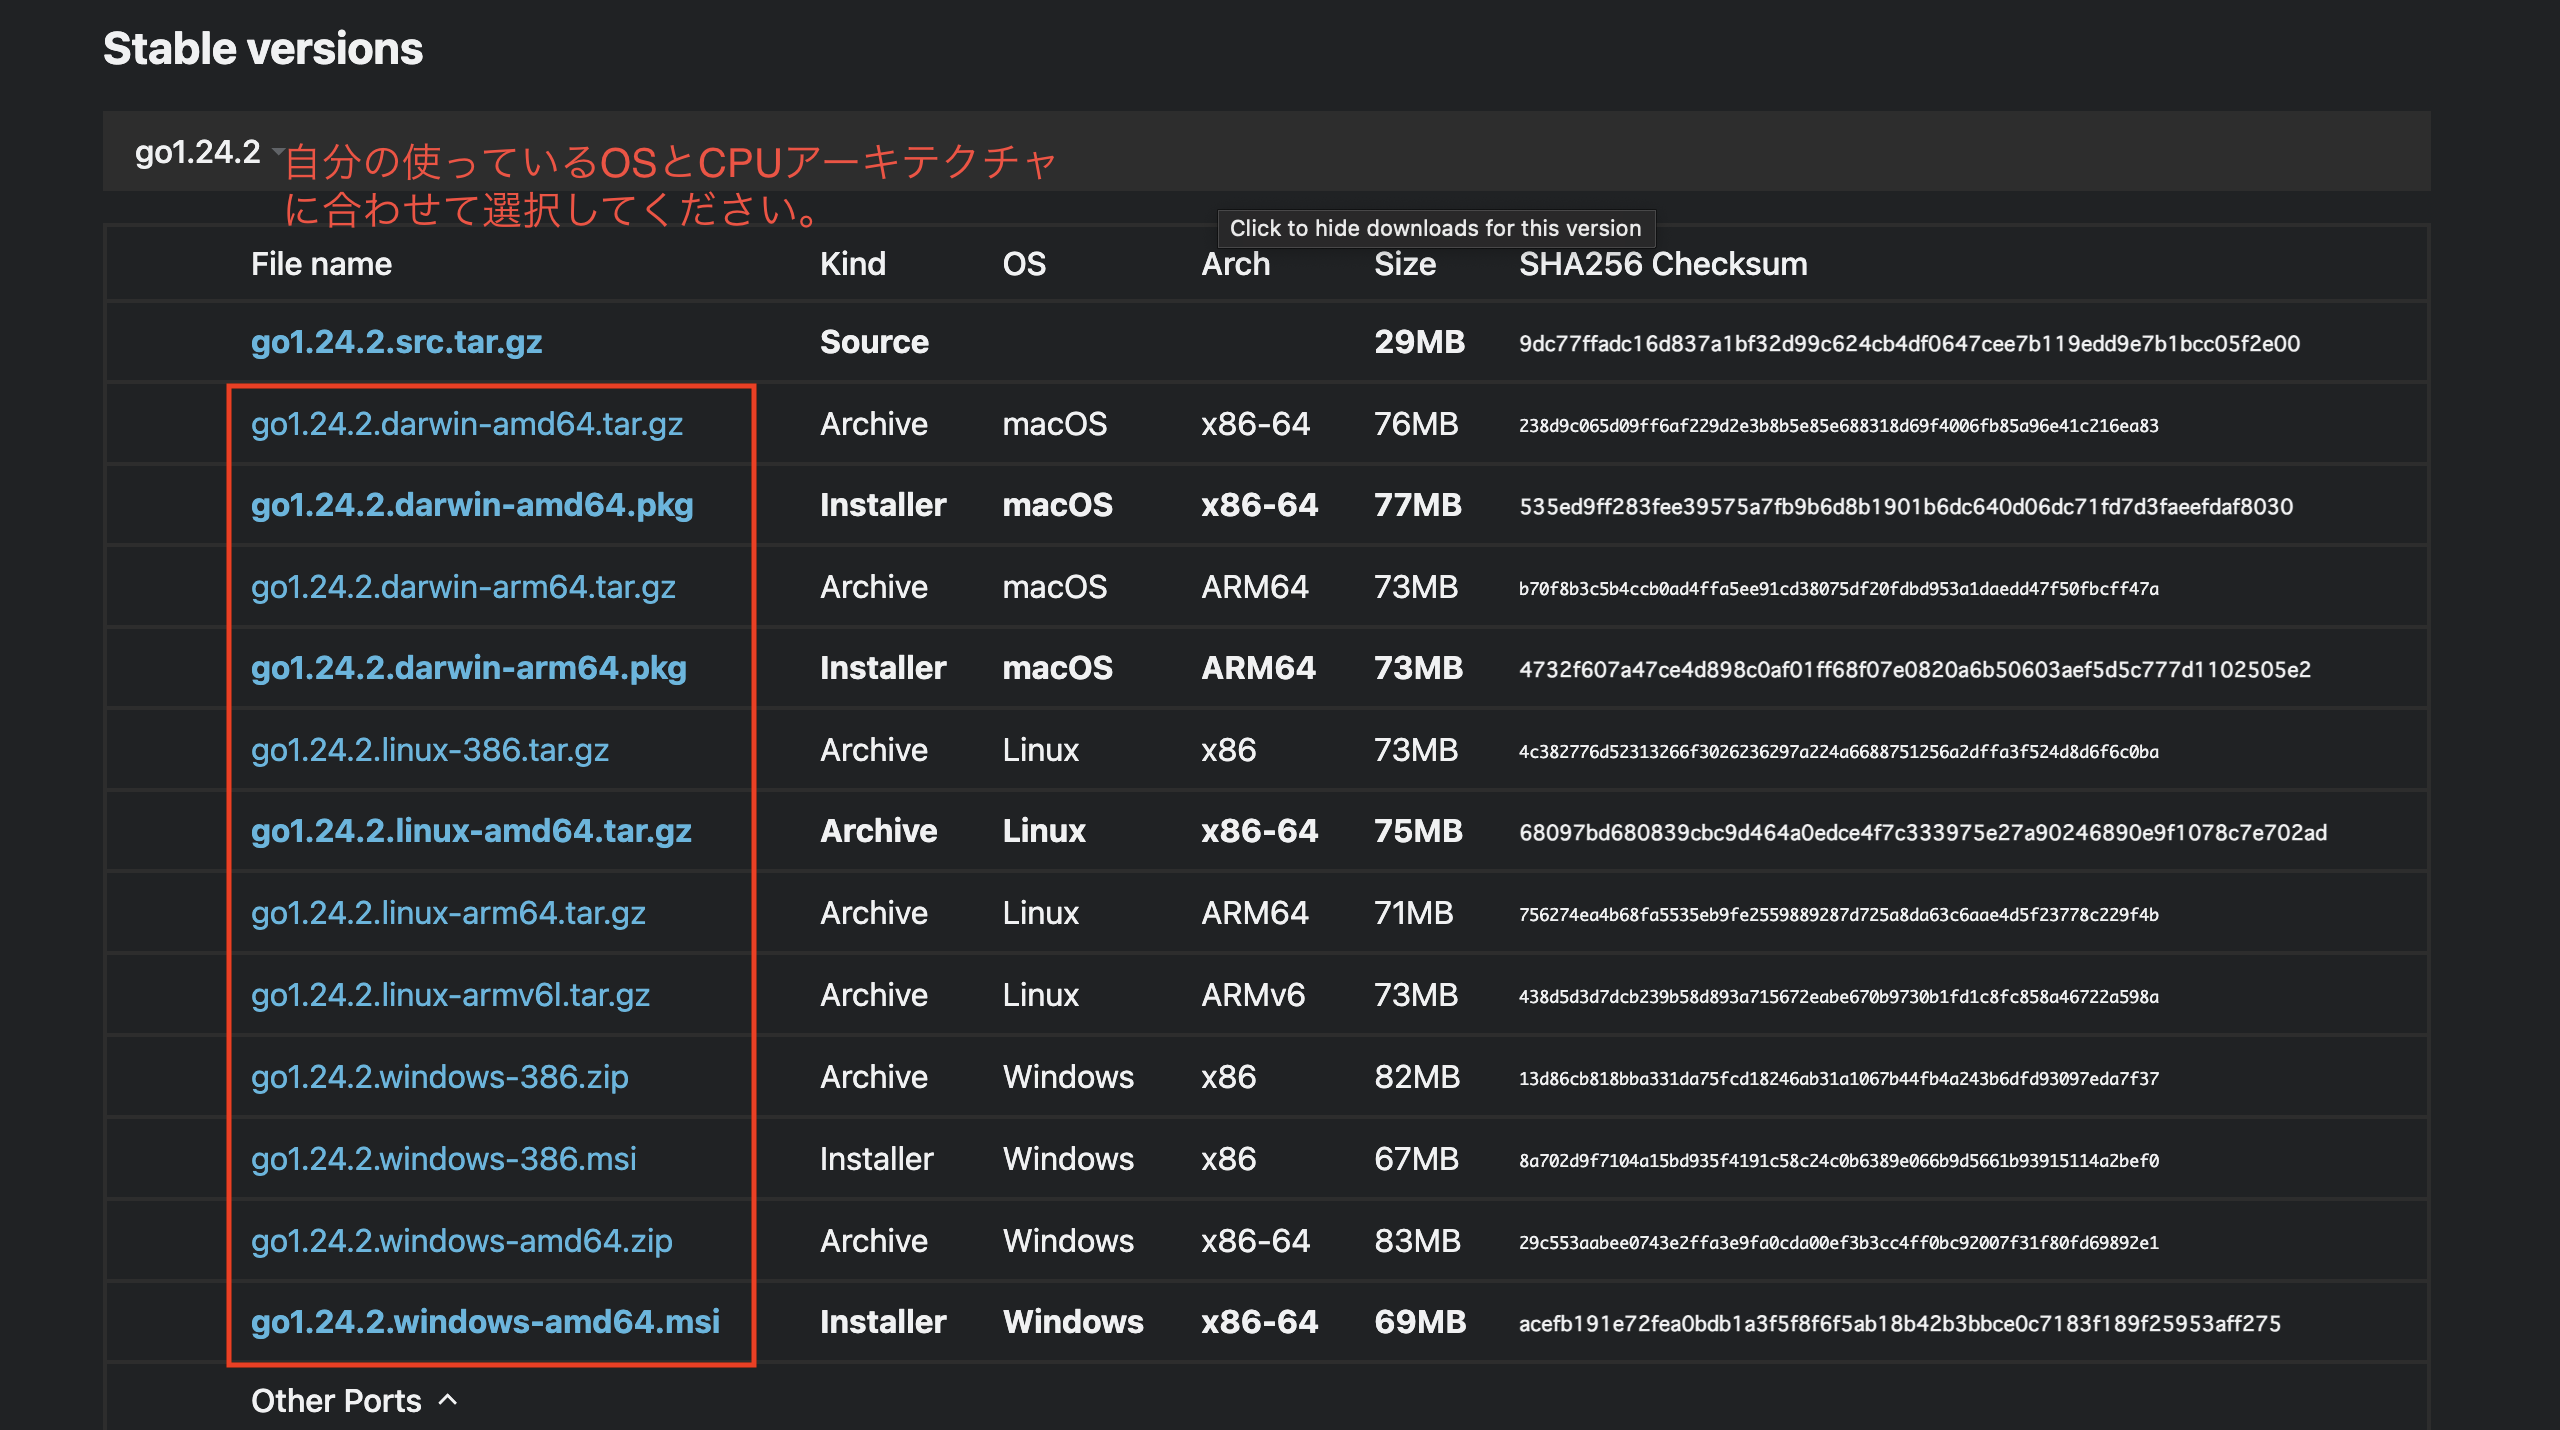 Stable versions
go1.24.2
自分の使っているOSとCPUアーキテクチャ
に合わせて選択してください。
Click to hide downloads for this version
File name Kind OS Arch Size SHA256 Checksum
go1.24.2.src.tar.gz Source 29MB 9dc77ffadc16d837a1bf32d99c624cb4df0647cee7b119edd9e7b1bcc05f2e00
go1.24.2.darwin-amd64.tar.gz Archive macOS x86-64 76MB 238d9c065d09ff6af229d2e3b8b5e85e688318d69f4006fb85a96e41c216ea83
go1.24.2.darwin-amd64.pkg Installer macOS x86-64 77MB 535ed9ff283fee39575a7fb9b6d8b1901b6dc640d06dc71fd7d3faeefdaf8030
go1.24.2.darwin-arm64.tar.gz Archive macOS ARM64 73MB b70f8b3c5b4ccb0ad4ffa5ee91cd38075df20fdbd953a1daedd47f50fbcff47a
go1.24.2.darwin-arm64.pkg Installer macOS ARM64 73MB 4732f607a47ce4d898c0af01ff68f07e0820a6b50603aef5d5c777d1102505e2
go1.24.2.linux-386.tar.gz Archive Linux x86 73MB 4c382776d52313266f3026236297a224a6688751256a2dffa3f524d8d6f6c0ba
go1.24.2.linux-amd64.tar.gz Archive Linux x86-64 75MB 68097bd680839cbc9d464a0edce4f7c333975e27a90246890e9f1078c7e702ad
go1.24.2.linux-arm64.tar.gz Archive Linux ARM64 71MB 756274ea4b68fa5535eb9fe2559889287d725a8da63c6aae4d5f23778c229f4b
go1.24.2.linux-armv6l.tar.gz Archive Linux ARMv6 73MB 438d5d3d7dcb239b58d893a715672eabe670b9730b1fd1c8fc858a46722a598a
go1.24.2.windows-386.zip Archive Windows x86 82MB 13d86cb818bba331da75fcd18246ab31a1067b44fb4a243b6dfd93097eda7f37
go1.24.2.windows-386.msi Installer Windows x86 67MB 8a702d9f7104a15bd935f4191c58c24c0b6389e066b9d5661b93915114a2bef0
go1.24.2.windows-amd64.zip Archive Windows x86-64 83MB 29c553aabee0743e2ffa3e9fa0cda00ef3b3cc4ff0bc92007f31f80fd69892e1
go1.24.2.windows-amd64.msi Installer Windows x86-64 69MB acefb191e72fea0bdb1a3f5f8f6f5ab18b42b3bbce0c7183f189f25953aff275
Other Ports